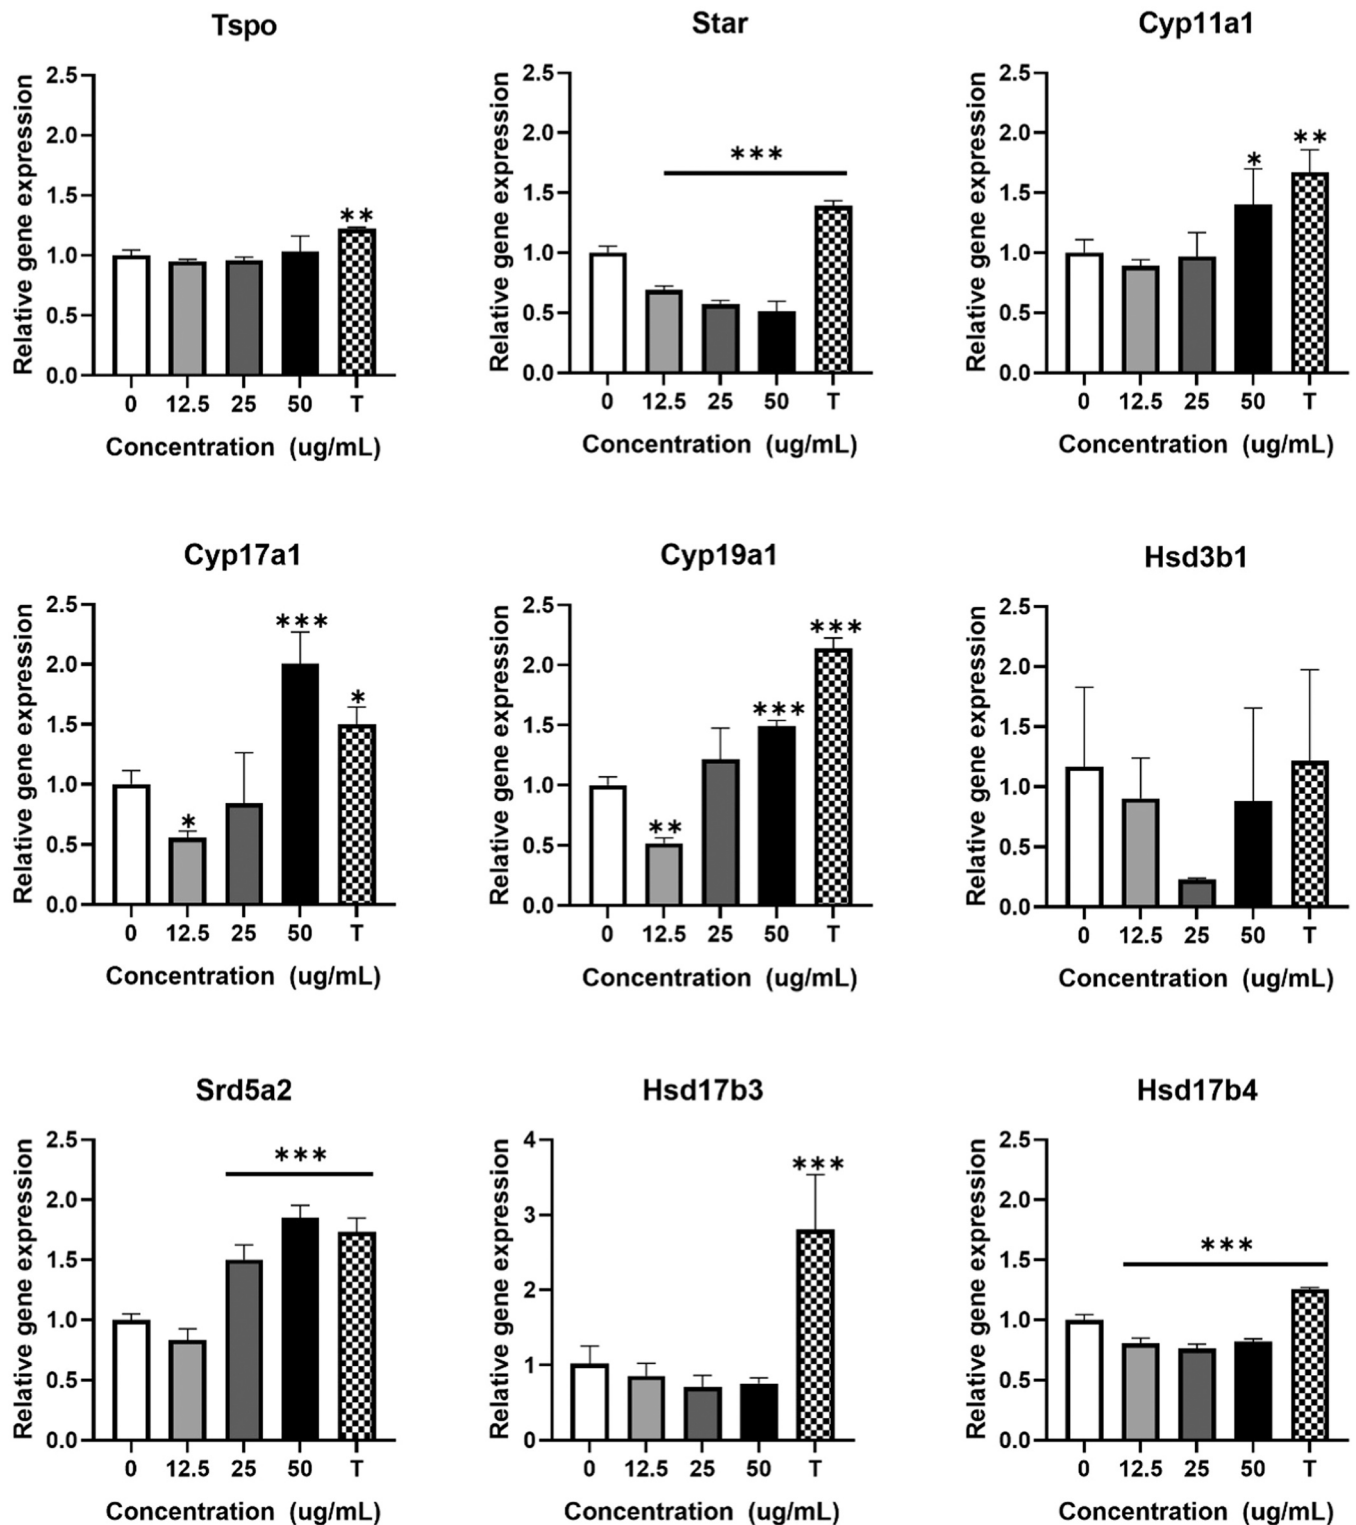 Tspo
Relative gene expression
2.5
2.0
1.5
1.0
0.5
0.0
**
0 12.5 25 50 T
Concentration (ug/mL)
Star
Relative gene expression
2.5
2.0
1.5
1.0
0.5
0.0
***
0 12.5 25 50 T
Concentration (ug/mL)
Cyp11a1
Relative gene expression
2.5
2.0
1.5
1.0
0.5
0.0
* **
0 12.5 25 50 T
Concentration (ug/mL)
Cyp17a1
Relative gene expression
2.5
2.0
1.5
1.0
0.5
0.0
* *** *
0 12.5 25 50 T
Concentration (ug/mL)
Cyp19a1
Relative gene expression
2.5
2.0
1.5
1.0
0.5
0.0
** *** ***
0 12.5 25 50 T
Concentration (ug/mL)
Hsd3b1
Relative gene expression
2.5
2.0
1.5
1.0
0.5
0.0
0 12.5 25 50 T
Concentration (ug/mL)
Srd5a2
Relative gene expression
2.5
2.0
1.5
1.0
0.5
0.0
***
0 12.5 25 50 T
Concentration (ug/mL)
Hsd17b3
Relative gene expression
4
3
2
1
0
***
0 12.5 25 50 T
Concentration (ug/mL)
Hsd17b4
Relative gene expression
2.5
2.0
1.5
1.0
0.5
0.0
***
0 12.5 25 50 T
Concentration (ug/mL)